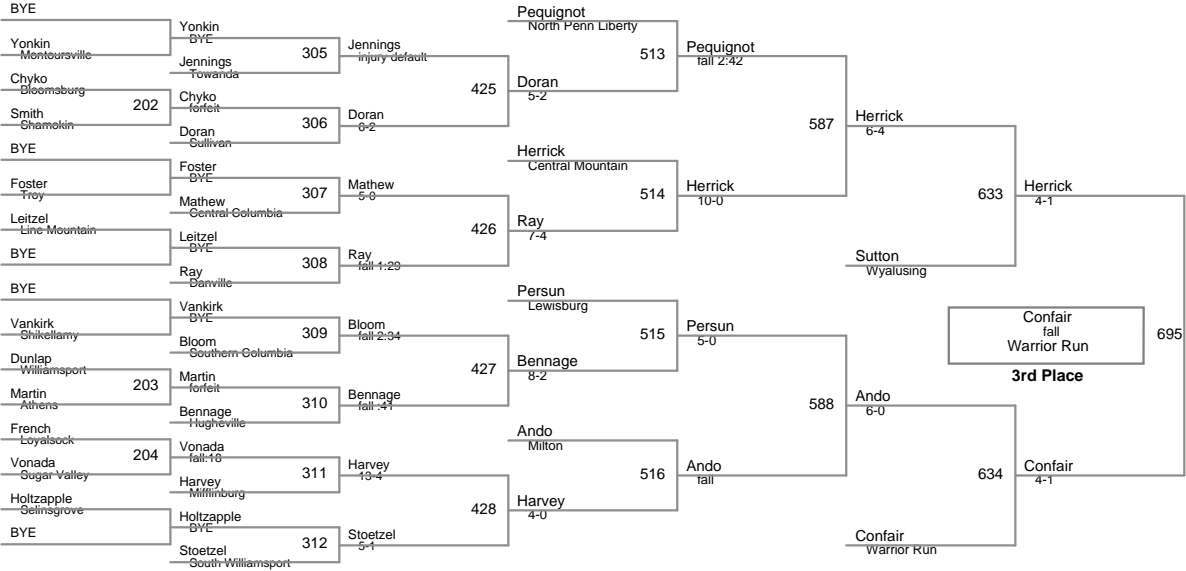 BYE
Yonkin
Montoursville
Chyko
Bloomsburg
202
Smith
Shamokin
BYE
Foster
Troy
Leitzel
Line Mountain
BYE
BYE
Vankirk
Shikellamy
Dunlap
Williamsport
203
Martin
Athens
French
Loyalsock
204
Vonada
Sugar Valley
Holtzapple
Selinsgrove
BYE
Yonkin
BYE
305
Jennings
Towanda
Chyko
forfeit
306
Doran
Sullivan
Foster
BYE
307
Mathew
Central Columbia
Leitzel
BYE
308
Ray
Danville
Vankirk
BYE
309
Bloom
Southern Columbia
Martin
forfeit
310
Bennage
Hugheville
Vonada
fall:18
311
Harvey
Mifflinburg
Holtzapple
BYE
312
Stoetzel
South Williamsport
Jennings
injury default
425
Doran
6-2
Mathew
5-0
426
Ray
fall 1:29
Bloom
fall 2:34
427
Bennage
fall :41
Harvey
13-4
428
Stoetzel
5-1
Pequignot
North Penn Liberty
513
Doran
5-2
Herrick
Central Mountain
514
Ray
7-4
Persun
Lewisburg
515
Bennage
8-2
Ando
Milton
516
Harvey
4-0
Pequignot
fall 2:42
587
Herrick
10-0
Persun
5-0
588
Ando
fall
Herrick
6-4
633
Sutton
Wyalusing
Ando
6-0
634
Confair
Warrior Run
Herrick
4-1
Confair
4-1
695
Confair
fall
Warrior Run
3rd Place